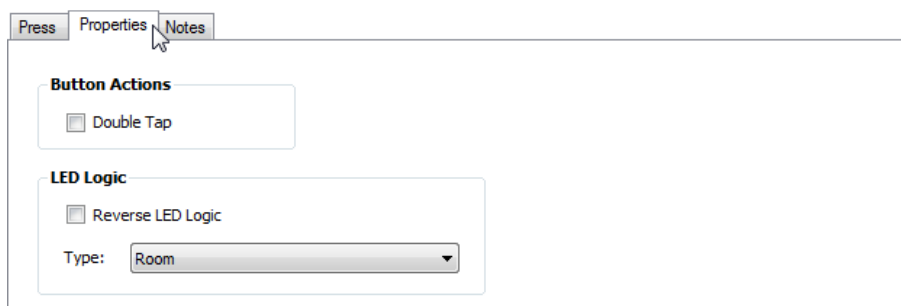 Press Properties Notes
Button Actions
Double Tap
LED Logic
Reverse LED Logic
Type: Room